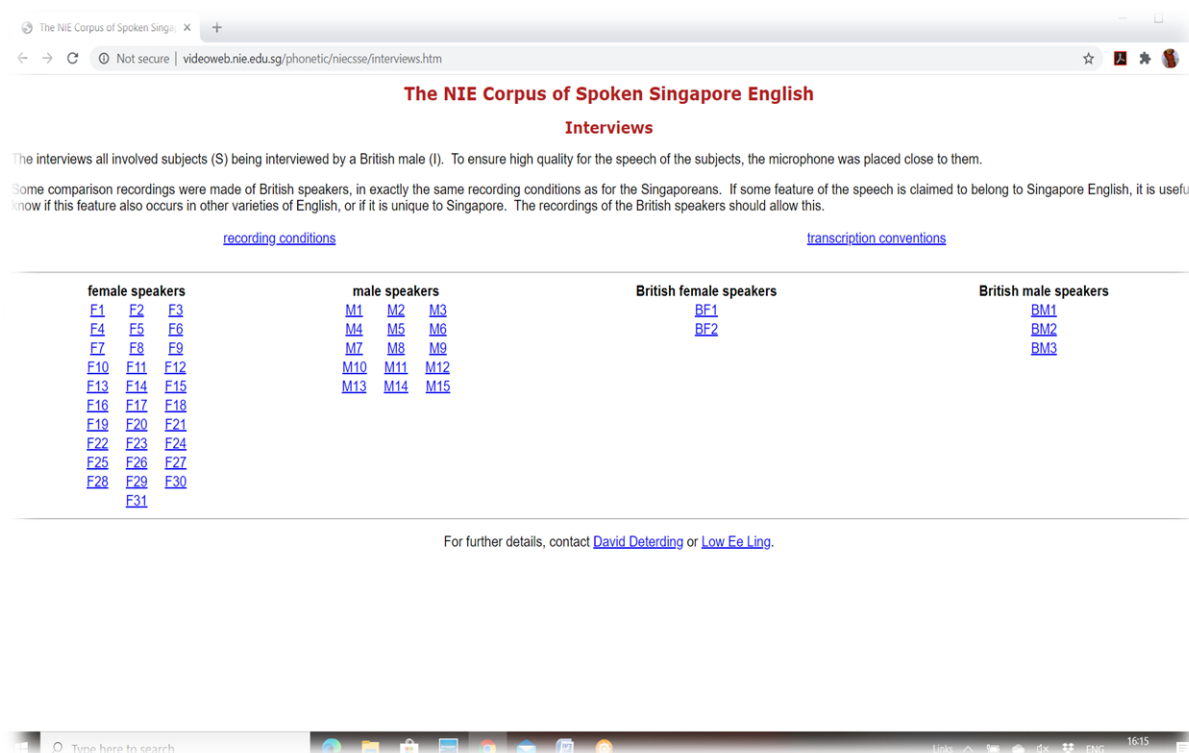 The NIE Corpus of Spoken Singa
Not secure | videoweb.nie.edu.sg/phonetic/niecsse/interviews.htm
The NIE Corpus of Spoken Singapore English
Interviews
The interviews all involved subjects (S) being interviewed by a British male (I). To ensure high quality for the speech of the subjects, the microphone was placed close to them.
Some comparison recordings were made of British speakers, in exactly the same recording conditions as for the Singaporeans. If some feature of the speech is claimed to belong to Singapore English, it is usefu
know if this feature also occurs in other varieties of English, or if it is unique to Singapore. The recordings of the British speakers should allow this.
recording conditions transcription conventions
female speakers male speakers British female speakers British male speakers
F1 F2 F3 M1 M2 M3 BF1 BM1
F4 F5 F6 M4 M5 M6 BF2 BM2
F7 F8 F9 M7 M8 M9 BM3
F10 F11 F12 M10 M11 M12
F13 F14 F15 M13 M14 M15
F16 F17 F18
F19 F20 F21
F22 F23 F24
F25 F26 F27
F28 F29 F30
F31
For further details, contact David Deterding or Low Ee Ling.
Type here to search Links ENG 16:15